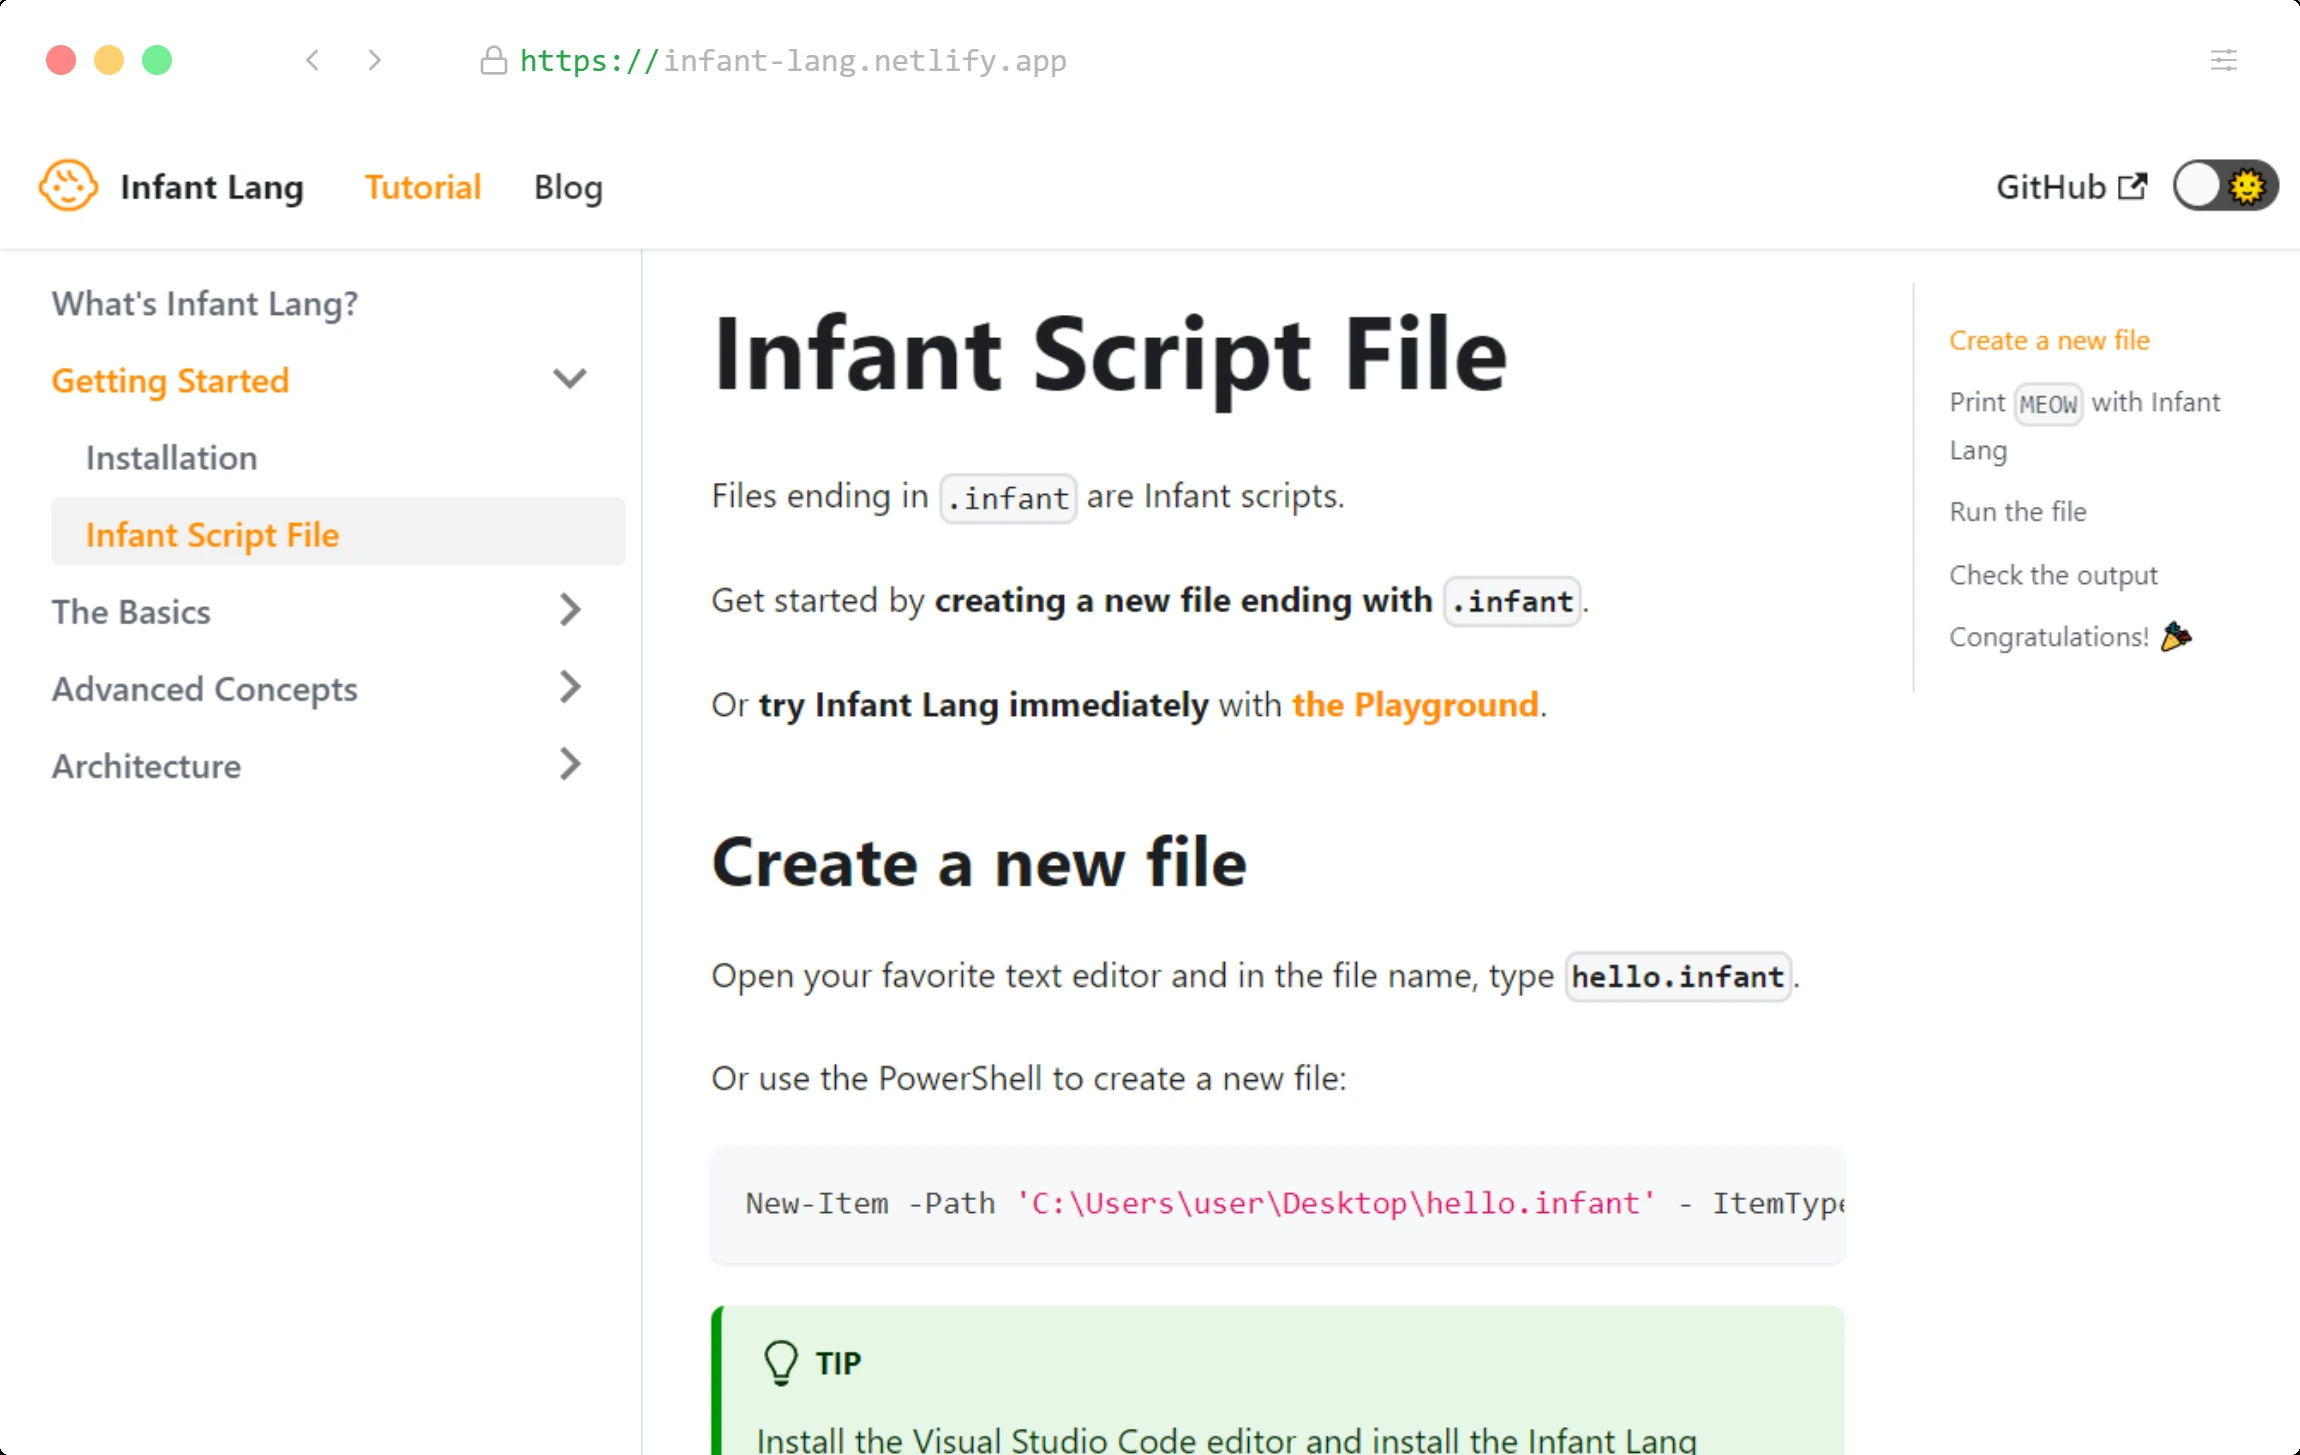 https://infant-lang.netlify.app
Infant Lang Tutorial Blog GitHub
What's Infant Lang?
Getting Started
Installation
Infant Script File
The Basics
Advanced Concepts
Architecture
Infant Script File
Files ending in .infant are Infant scripts.
Get started by creating a new file ending with .infant.
Or try Infant Lang immediately with the Playground.
Create a new file
Open your favorite text editor and in the file name, type hello.infant.
Or use the PowerShell to create a new file:
New-Item -Path 'C:\Users\user\Desktop\hello.infant' - ItemType
TIP
Install the Visual Studio Code editor and install the Infant Lang
Create a new file
Print MEOW with Infant
Lang
Run the file
Check the output
Congratulations! 🎉